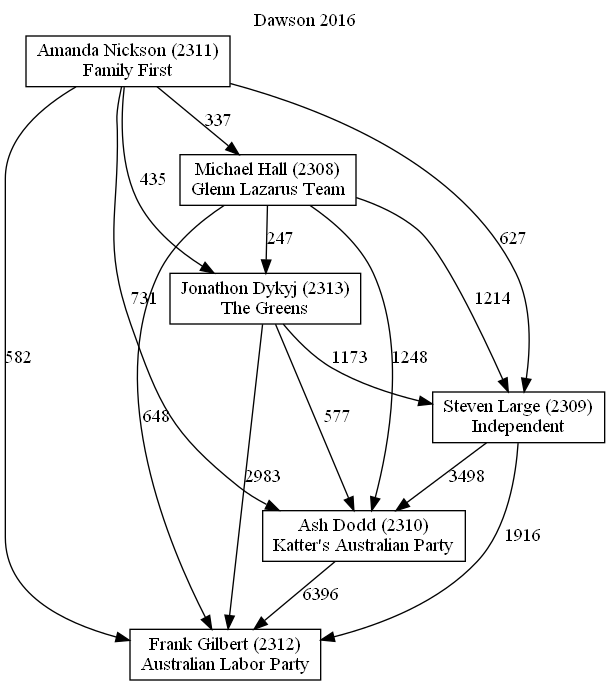 Dawson 2016
Amanda Nickson (2311)
Family First
337
435
Michael Hall (2308)
Glenn Lazarus Team
627
247
Jonathon Dykyj (2313)
The Greens
731
1214
582
1173
1248
Steven Large (2309)
Independent
648
577
2983
3498
Ash Dodd (2310)
Katter's Australian Party
1916
6396
Frank Gilbert (2312)
Australian Labor Party